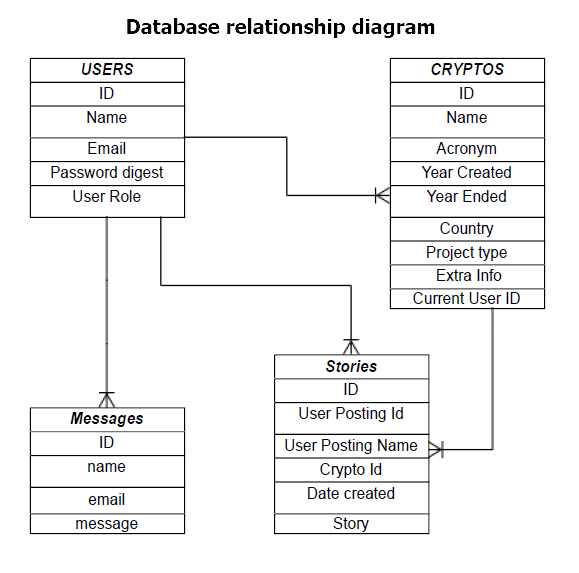 Database relationship diagram
USERS
ID
Name
Email
Password digest
User Role
CRYPTOS
ID
Name
Acronym
Year Created
Year Ended
Country
Project type
Extra Info
Current User ID
Messages
ID
name
email
message
Stories
ID
User Posting Id
User Posting Name
Crypto Id
Date created
Story